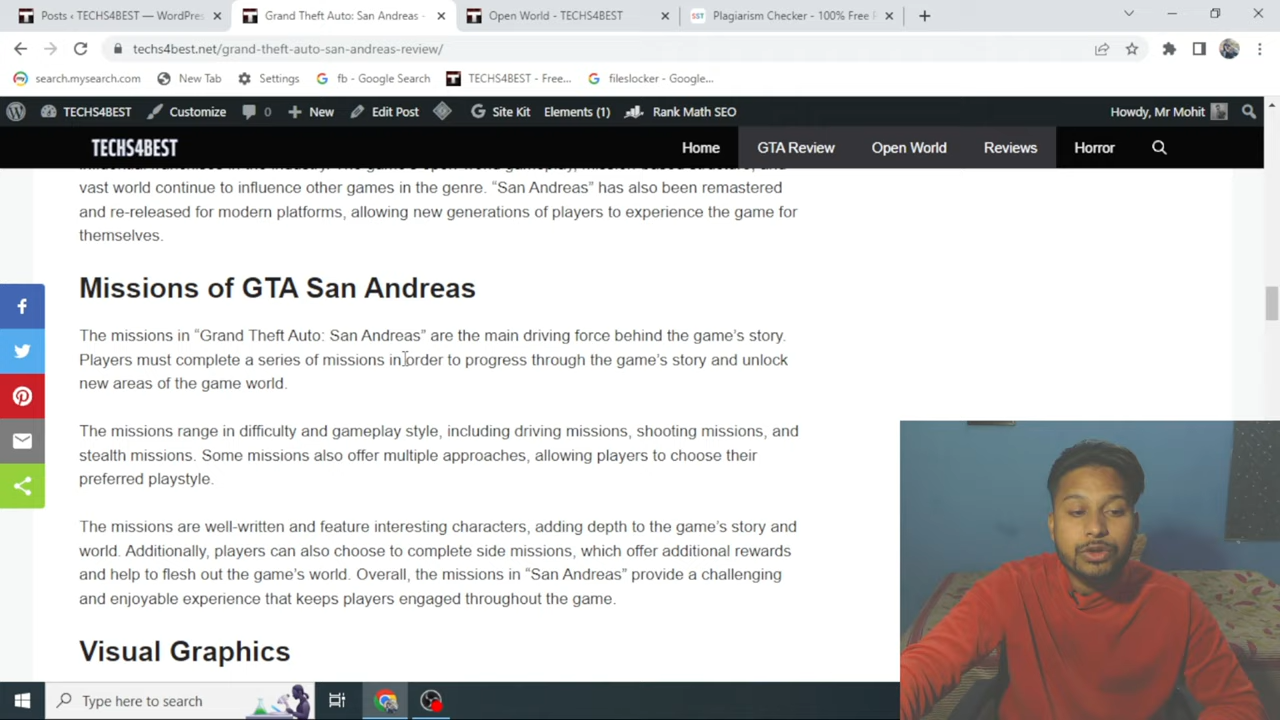 Posts ‹ TECHS4BEST — WordPres
Grand Theft Auto: San Andreas -
Open World - TECHS4BEST
SST
Plagiarism Checker - 100% Free
techs4best.net/grand-theft-auto-san-andreas-review/
search.mysearch.com
New Tab
Settings
fb - Google Search
TECHS4BEST - Free...
fileslocker - Google...
TECHS4BEST
Customize
0
New
Edit Post
Site Kit
Elements (1)
Rank Math SEO
Howdy, Mr Mohit
TECHS4BEST
Home
GTA Review
Open World
Reviews
Horror
vast world continue to influence other games in the genre. “San Andreas” has also been remastered
and re-released for modern platforms, allowing new generations of players to experience the game for
themselves.
Missions of GTA San Andreas
The missions in “Grand Theft Auto: San Andreas” are the main driving force behind the game’s story.
Players must complete a series of missions in order to progress through the game’s story and unlock
new areas of the game world.
The missions range in difficulty and gameplay style, including driving missions, shooting missions, and
stealth missions. Some missions also offer multiple approaches, allowing players to choose their
preferred playstyle.
The missions are well-written and feature interesting characters, adding depth to the game’s story and
world. Additionally, players can also choose to complete side missions, which offer additional rewards
and help to flesh out the game’s world. Overall, the missions in “San Andreas” provide a challenging
and enjoyable experience that keeps players engaged throughout the game.
Visual Graphics
Type here to search